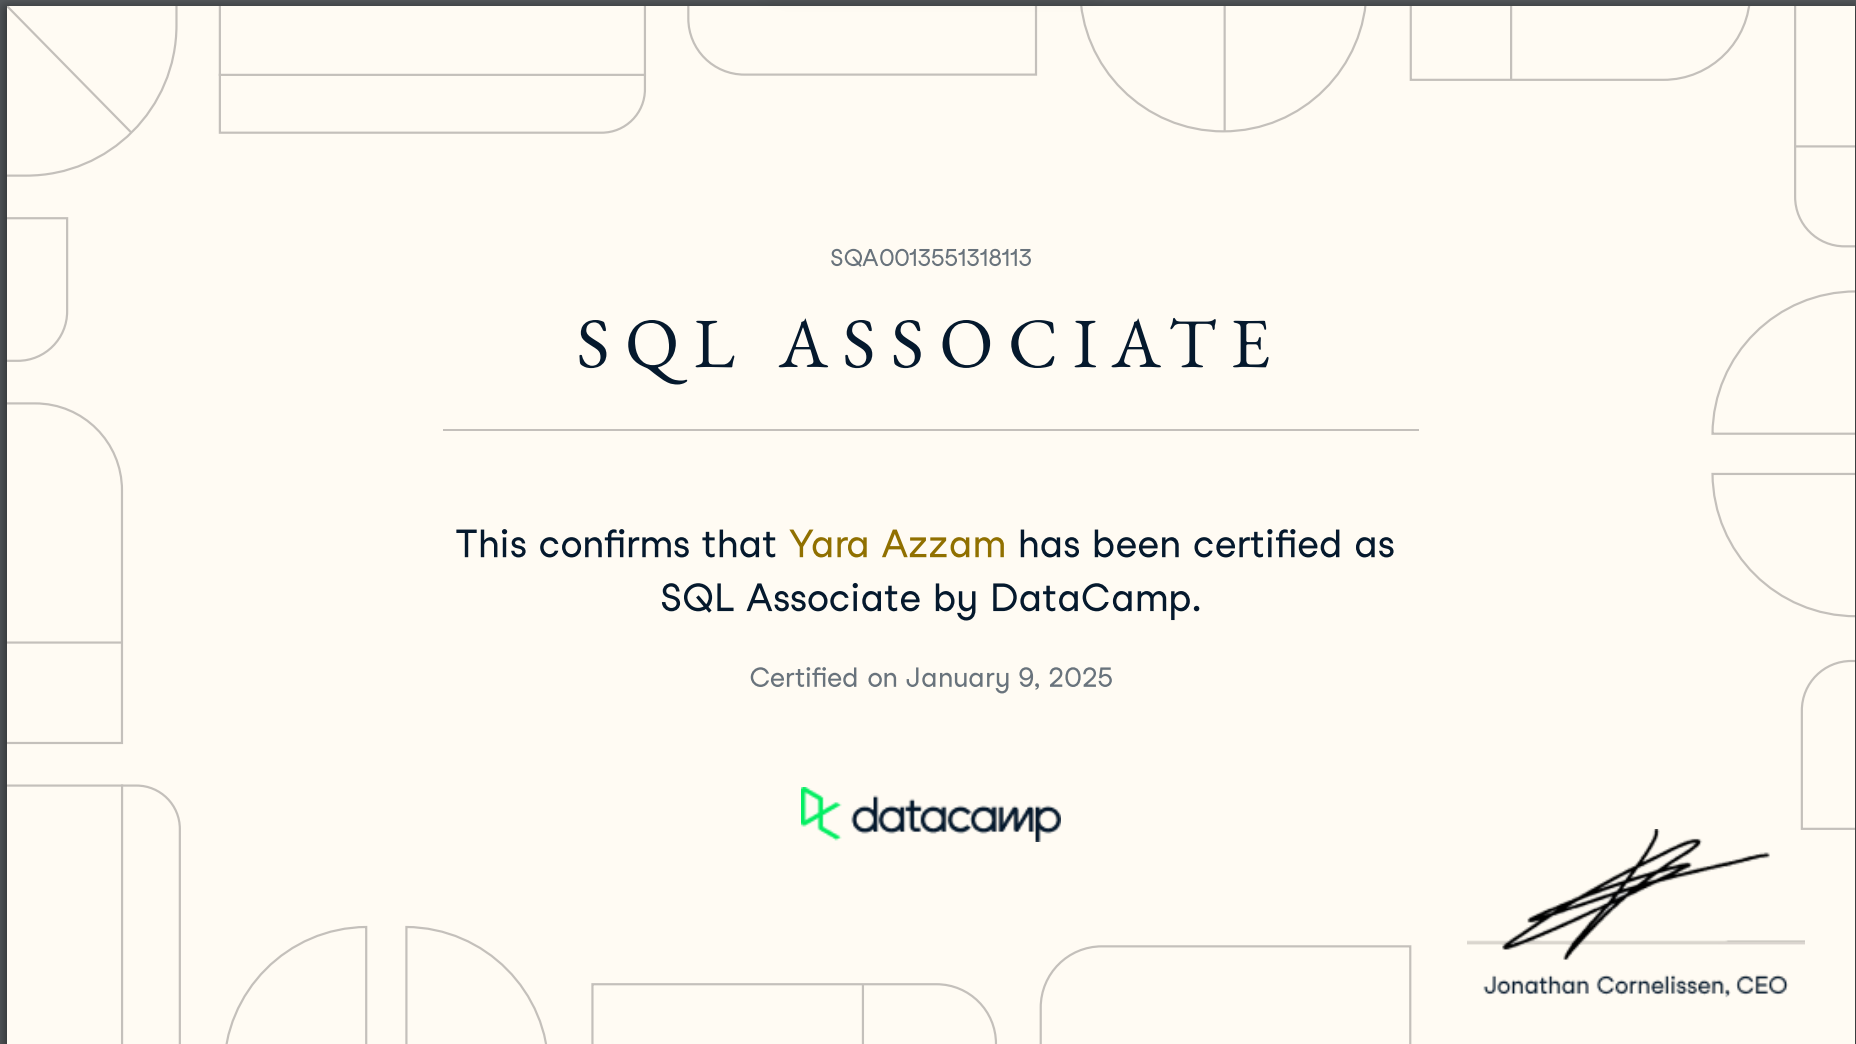 SQA0013551318113
SQL ASSOCIATE
This confirms that Yara Azzam has been certified as
SQL Associate by DataCamp.
Certified on January 9, 2025
datacamp
Jonathan Cornelissen, CEO